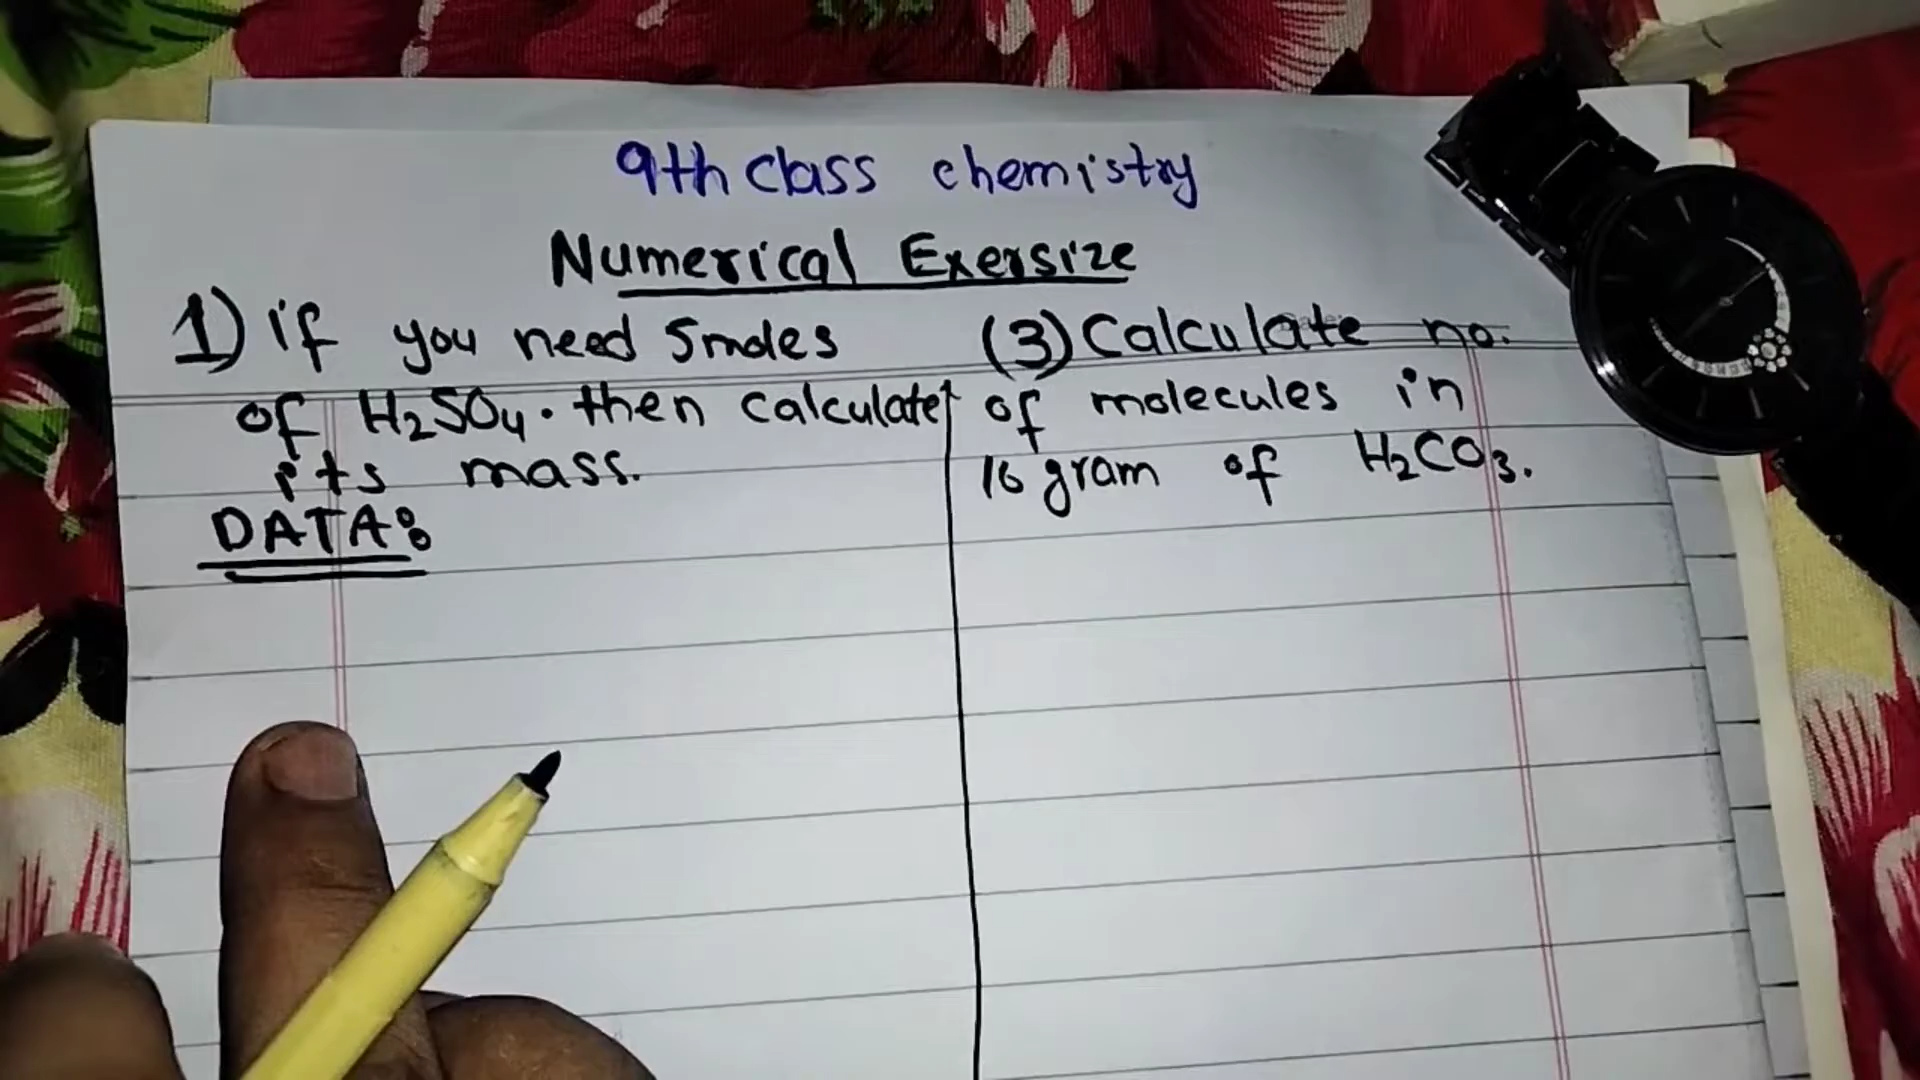 9th class chemistry
Numerical Exersize
1) if you need 5moles
of H₂SO₄. then calculate
its mass.
DATA:
(3) Calculate no.
of molecules in
16 gram of H₂CO₃.